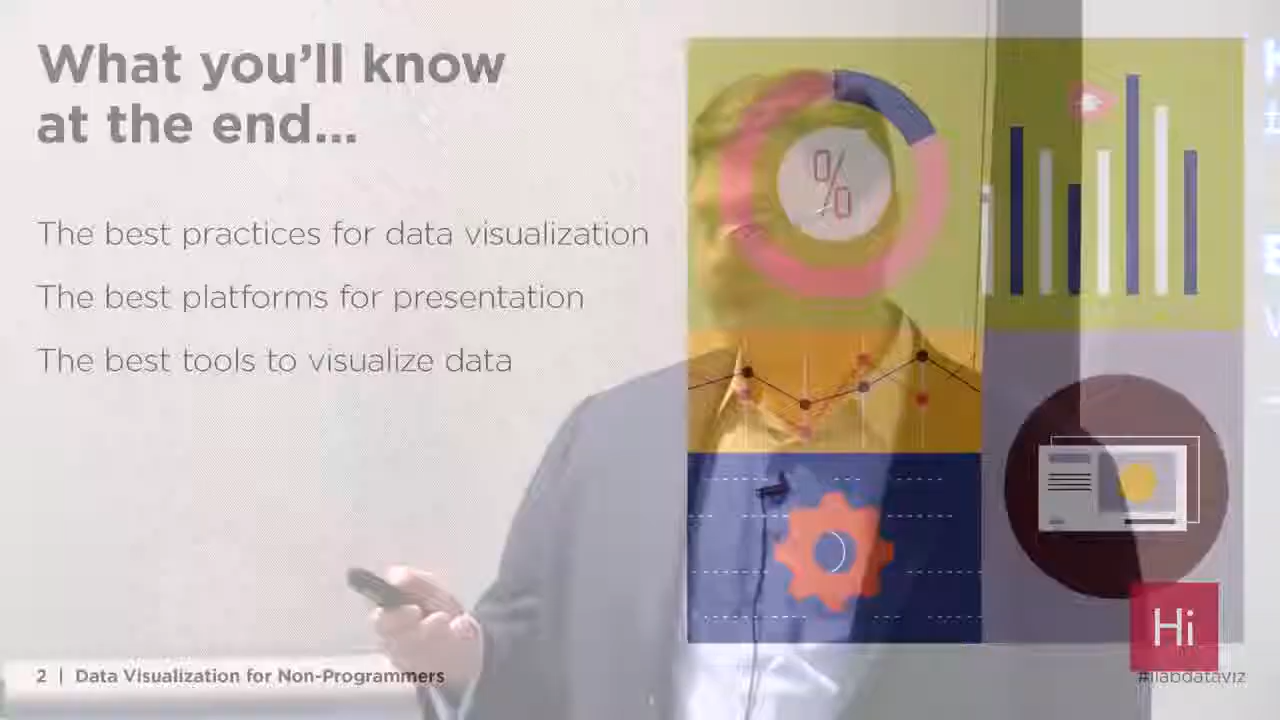 What you'll know
at the end...
The best practices for data visualization
The best platforms for presentation
The best tools to visualize data
%
Hi
2 | Data Visualization for Non-Programmers
#ilabdataviz